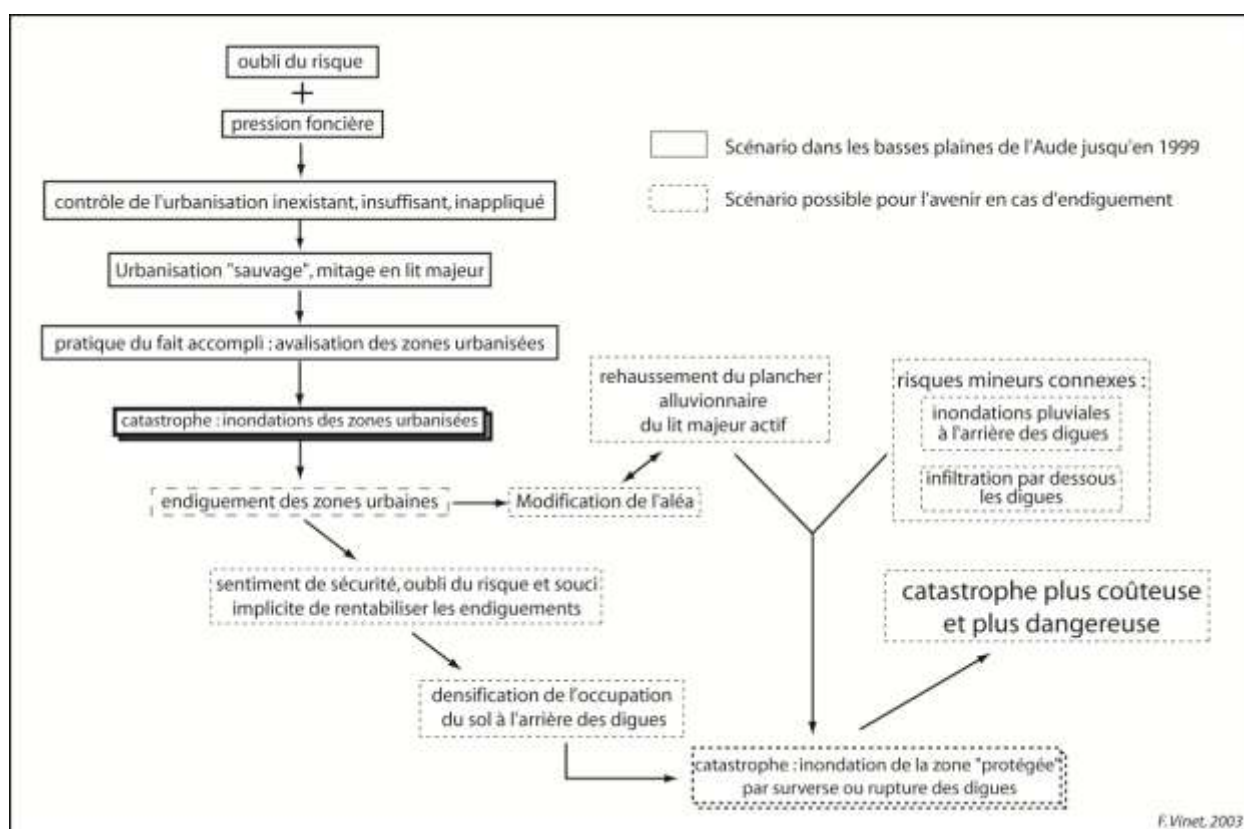 oubli du risque
+
pression foncière
contrôle de l'urbanisation inexistant, insuffisant, inappliqué
Urbanisation "sauvage", mitage en lit majeur
pratique du fait accompli : avalisation des zones urbanisées
catastrophe : inondations des zones urbanisées
endiguement des zones urbaines
Modification de l'aléa
rehaussement du plancher
alluvionnaire
du lit majeur actif
risques mineurs connexes :
inondations pluviales
à l'arrière des digues
infiltration par dessous
les digues
sentiment de sécurité, oubli du risque et souci
implicite de rentabiliser les endiguements
densification de l'occupation
du sol à l'arrière des digues
catastrophe : inondation de la zone "protégée"
par surverse ou rupture des digues
catastrophe plus coûteuse
et plus dangereuse
Scénario dans les basses plaines de l'Aude jusqu'en 1999
Scénario possible pour l'avenir en cas d'endiguement
F. Vinet, 2003